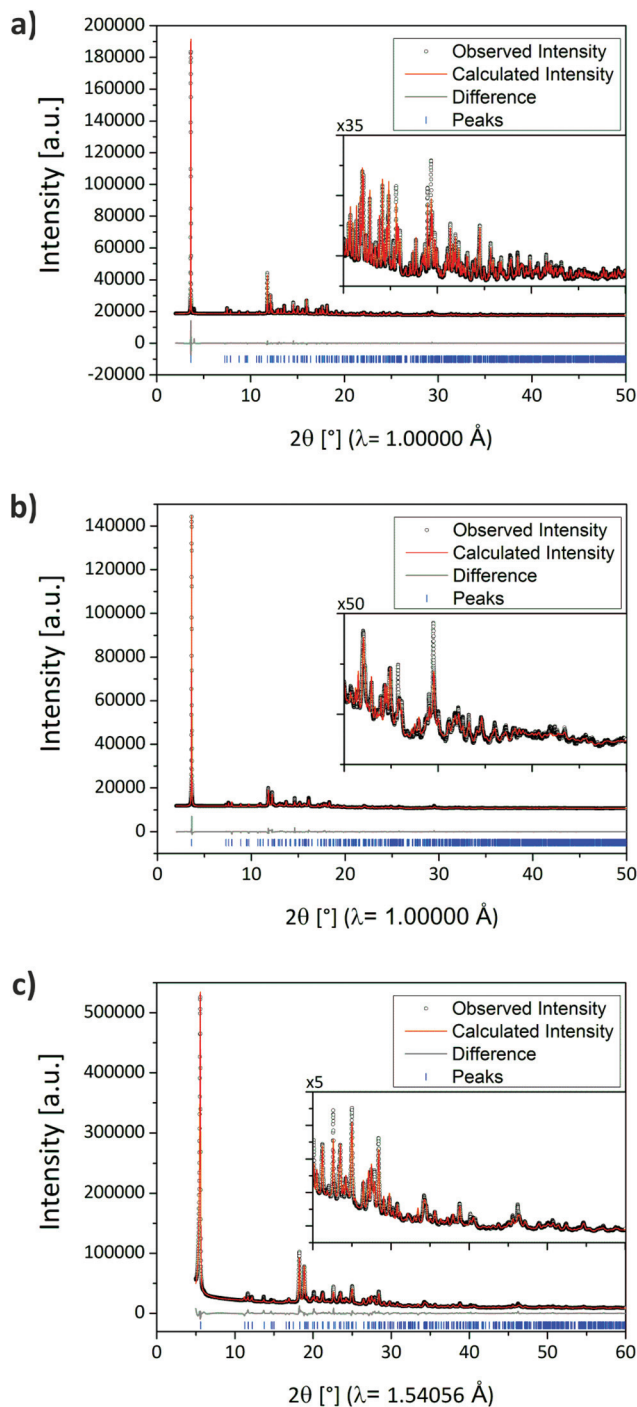 a)
200000
180000
160000
140000
120000
100000
80000
60000
40000
20000
0
-20000
Intensity [a.u.]
Observed Intensity
Calculated Intensity
Difference
Peaks
x35
0 10 20 30 40 50
2θ [°] (λ= 1.00000 Å)
b)
140000
120000
100000
80000
60000
40000
20000
0
Intensity [a.u.]
Observed Intensity
Calculated Intensity
Difference
Peaks
x50
0 10 20 30 40 50
2θ [°] (λ= 1.00000 Å)
c)
500000
400000
300000
200000
100000
0
Intensity [a.u.]
Observed Intensity
Calculated Intensity
Difference
Peaks
x5
0 10 20 30 40 50 60
2θ [°] (λ= 1.54056 Å)